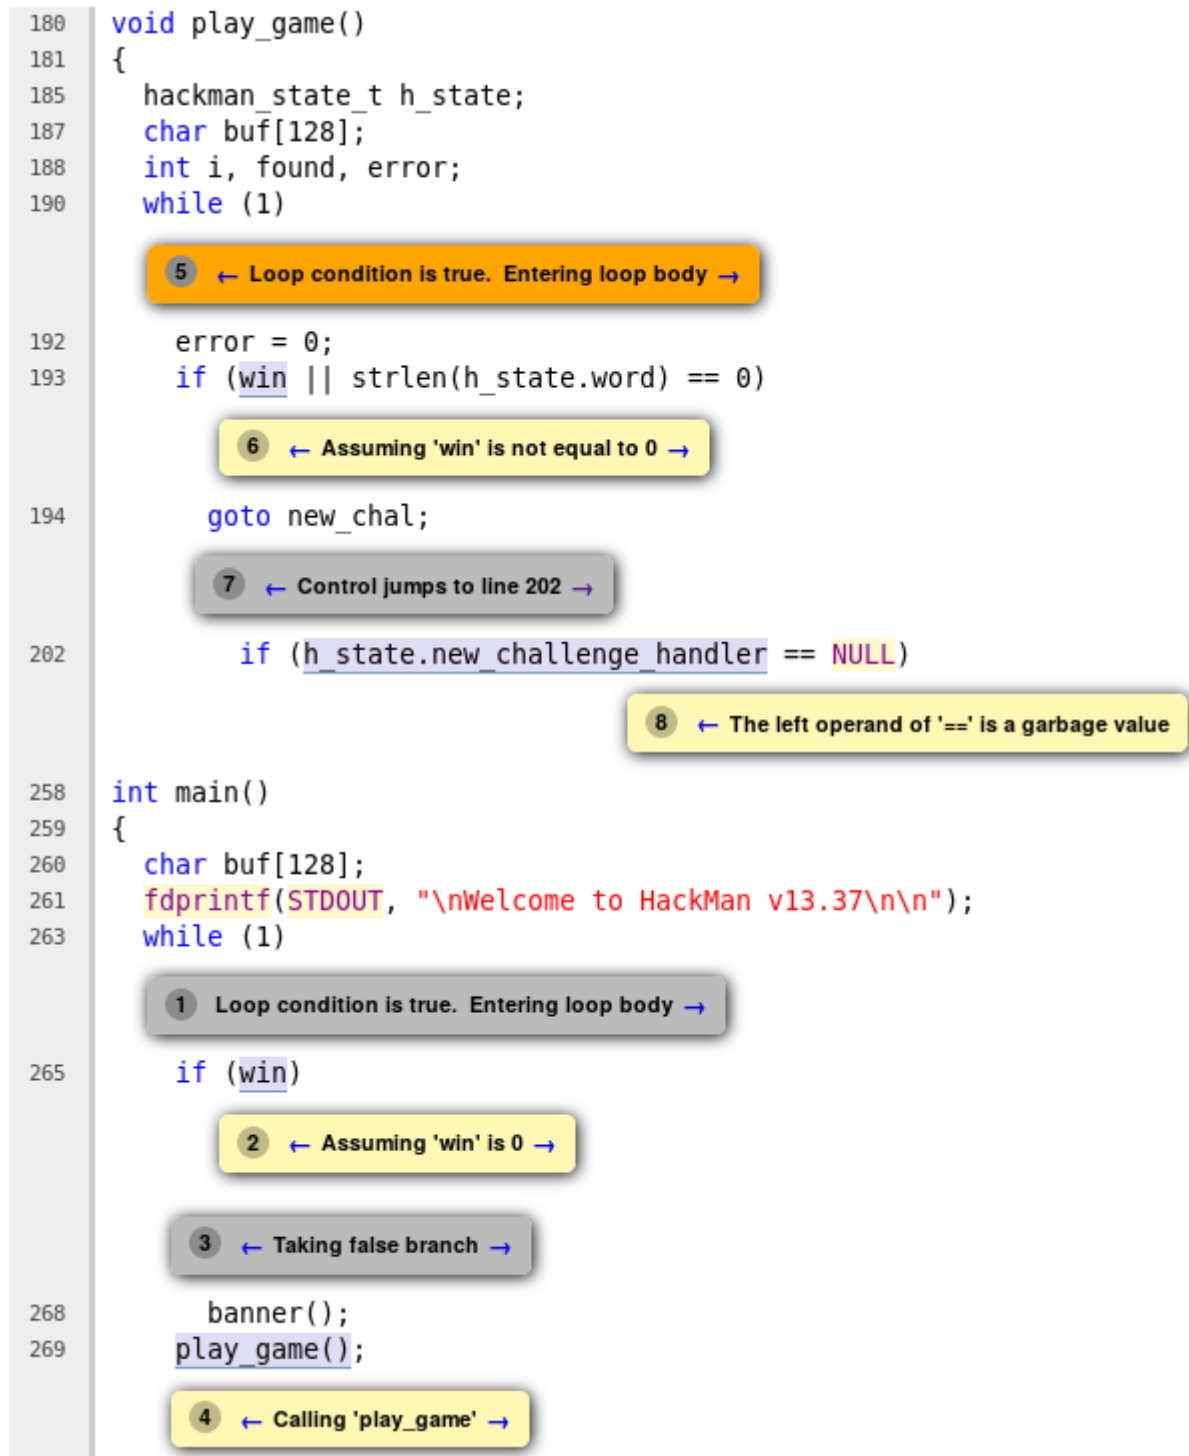 180 void play_game()
181 {
185 hackman_state_t h_state;
187 char buf[128];
188 int i, found, error;
190 while (1)
5 ← Loop condition is true. Entering loop body →
192 error = 0;
193 if (win || strlen(h_state.word) == 0)
6 ← Assuming 'win' is not equal to 0 →
194 goto new_chal;
7 ← Control jumps to line 202 →
202 if (h_state.new_challenge_handler == NULL)
8 ← The left operand of '==' is a garbage value
258 int main()
259 {
260 char buf[128];
261 fdprintf(STDOUT, "\nWelcome to HackMan v13.37\n\n");
263 while (1)
1 Loop condition is true. Entering loop body →
265 if (win)
2 ← Assuming 'win' is 0 →
3 ← Taking false branch →
268 banner();
269 play_game();
4 ← Calling 'play_game' →